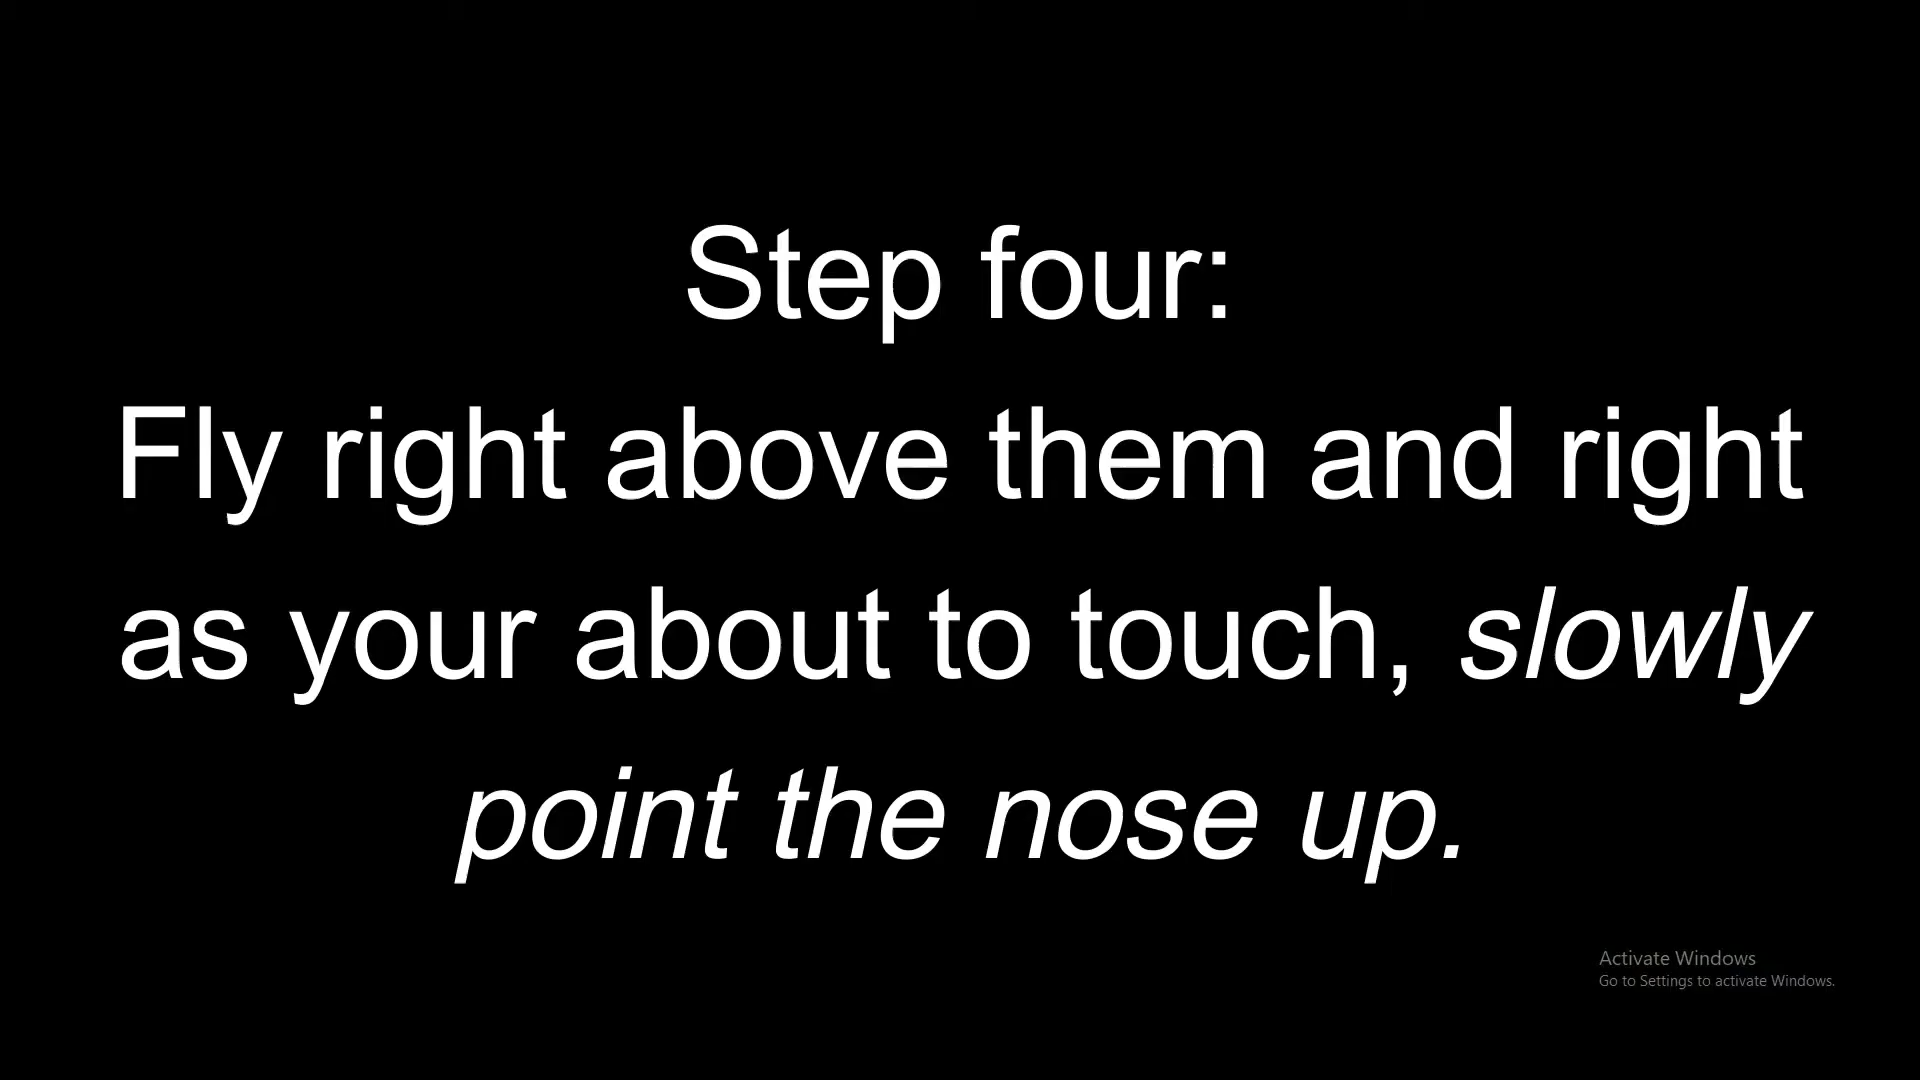 Step four:
Fly right above them and right
as your about to touch, slowly
point the nose up.
Activate Windows
Go to Settings to activate Windows.